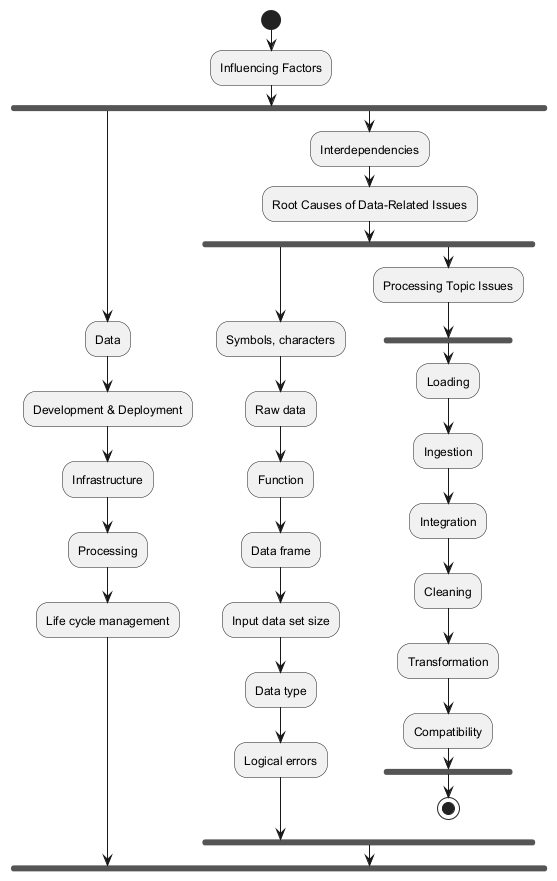 Influencing Factors
Interdependencies
Root Causes of Data-Related Issues
Processing Topic Issues
Data
Symbols, characters
Loading
Development & Deployment
Raw data
Ingestion
Infrastructure
Function
Integration
Processing
Data frame
Cleaning
Life cycle management
Input data set size
Transformation
Data type
Compatibility
Logical errors